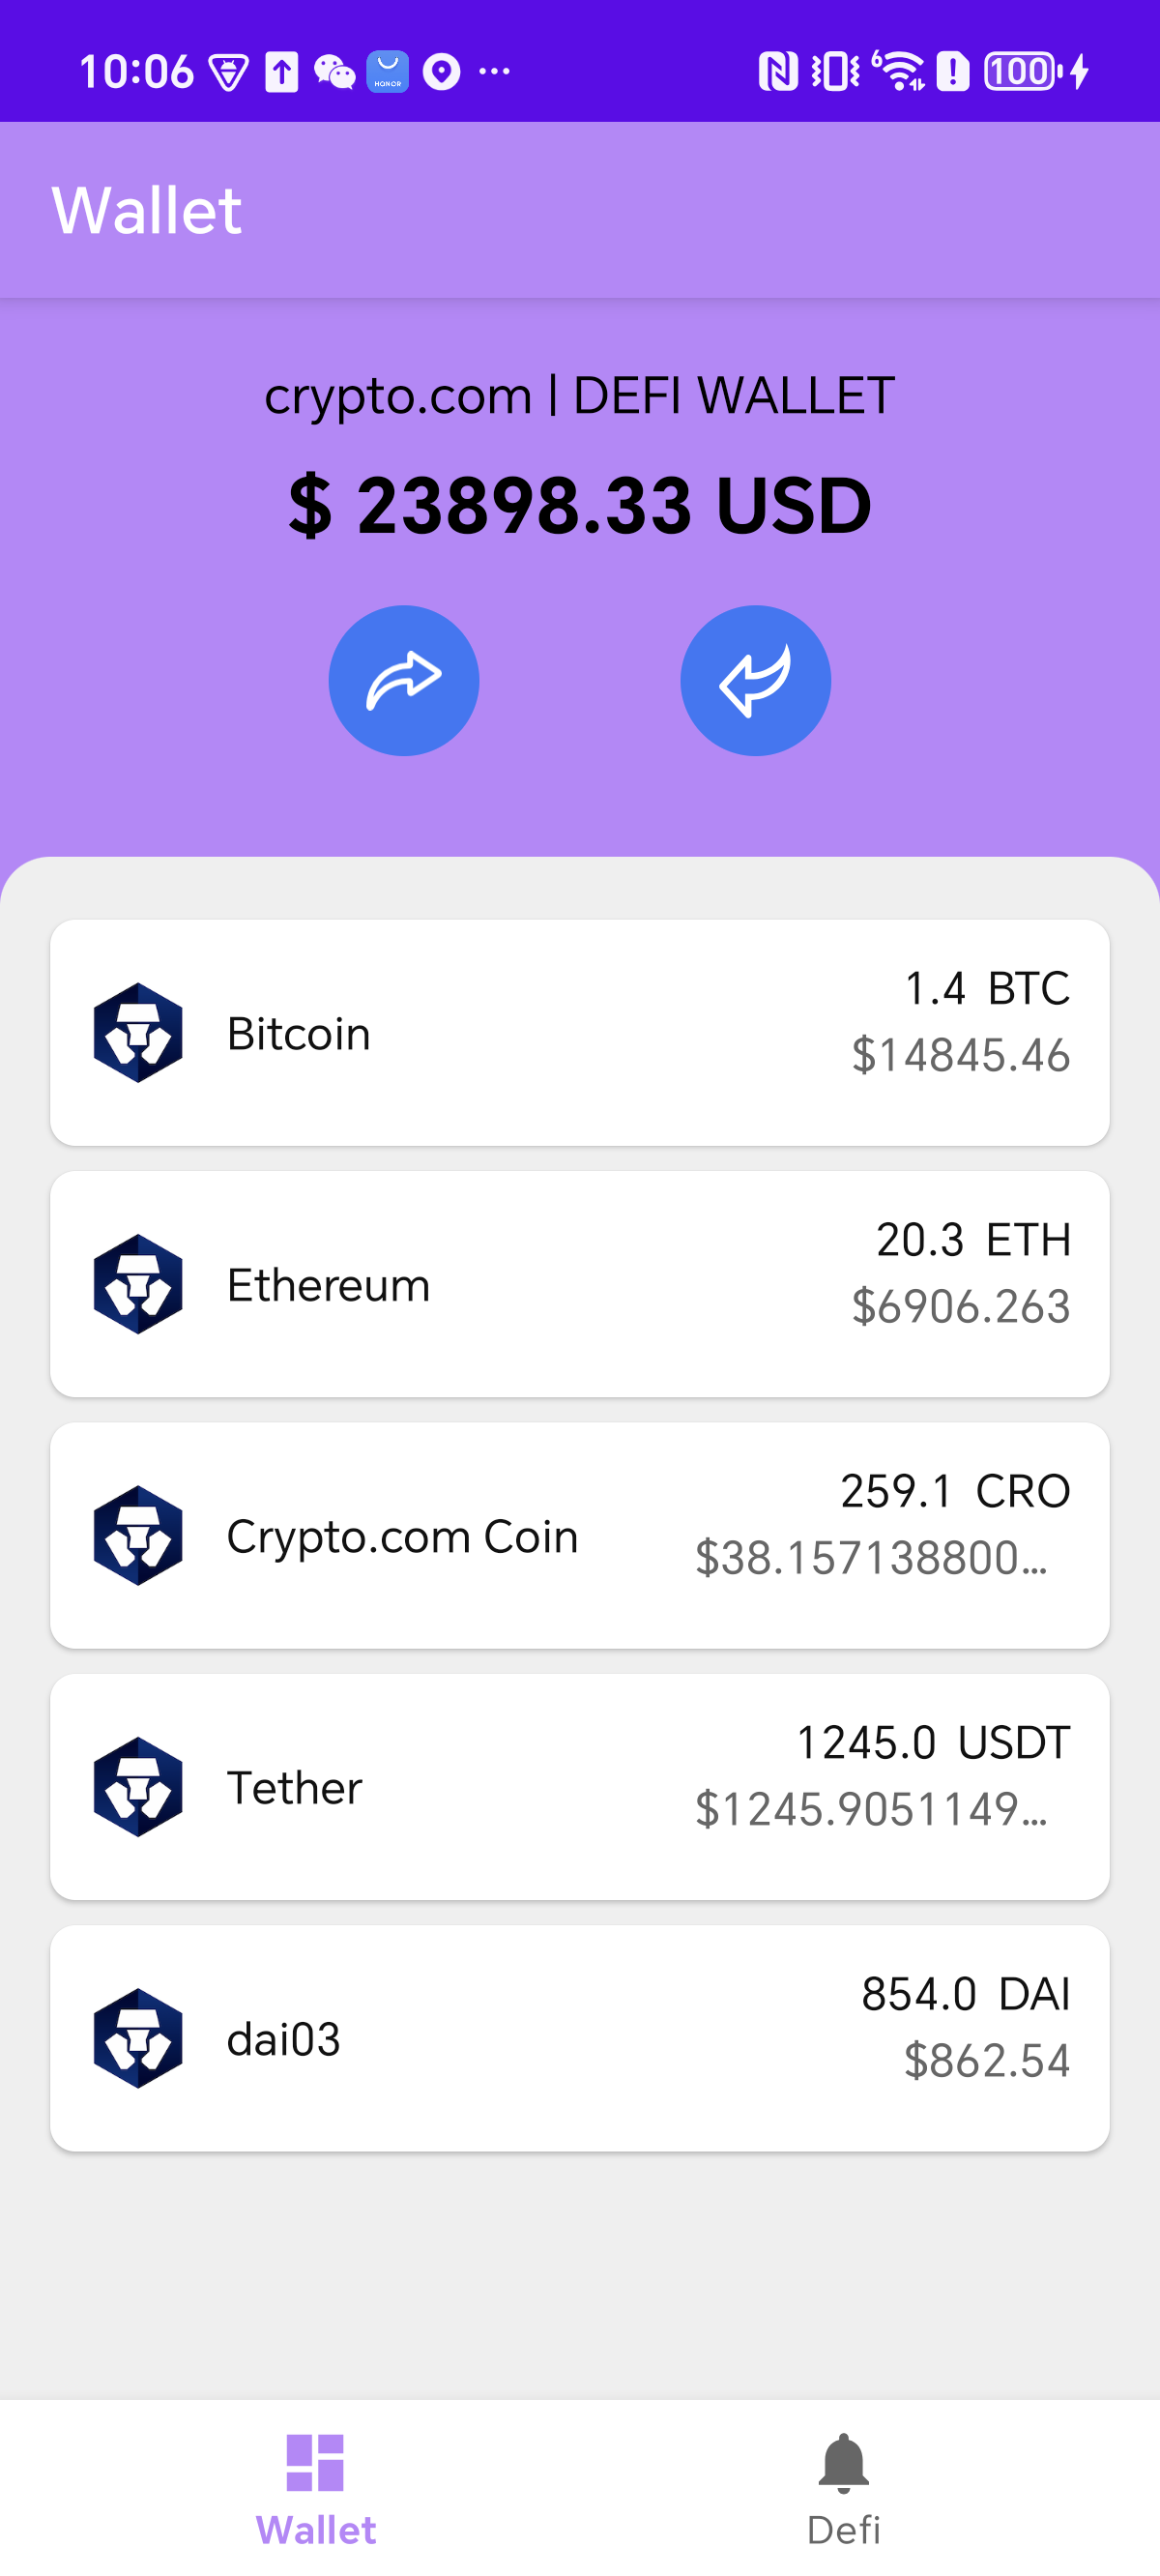 10:06
HONOR
6
100
Wallet
crypto.com | DEFI WALLET
$ 23898.33 USD
1.4 BTC
Bitcoin
$14845.46
20.3 ETH
Ethereum
$6906.263
259.1 CRO
Crypto.com Coin
$38.157138800...
1245.0 USDT
Tether
$1245.9051149...
854.0 DAI
dai03
$862.54
Wallet
Defi